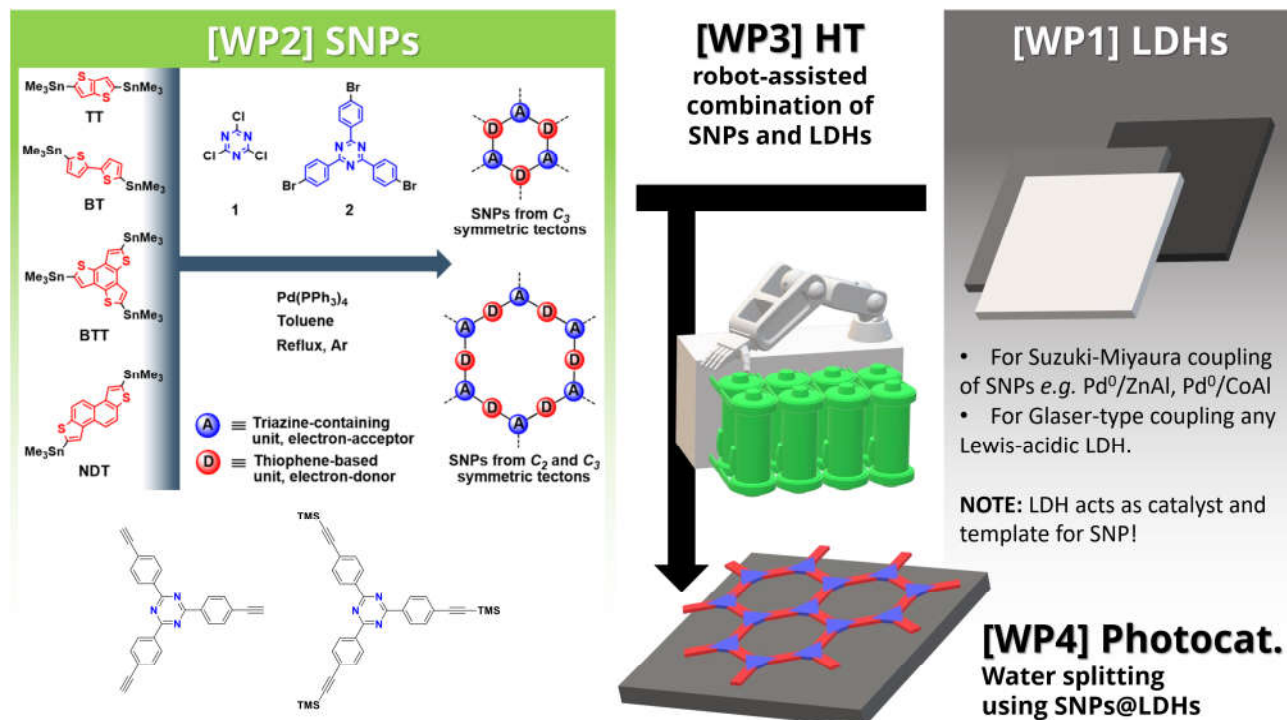 [WP2] SNPs
Me3Sn
S
S
SnMe3
TT
Me3Sn
S
S
SnMe3
BT
SnMe3
S
Me3Sn
S
S
SnMe3
BTT
SnMe3
S
S
Me3Sn
NDT
Cl
N
N
Cl
N
Cl
1
Br
N
N
N
Br
Br
2
Pd(PPh3)4
Toluene
Reflux, Ar
A
D
D
A
A
D
SNPs from C3
symmetric tectons
A
D
D
A
A
D
D
A
A
D
D
A
SNPs from C2 and C3
symmetric tectons
A ≡ Triazine-containing
unit, electron-acceptor
D ≡ Thiophene-based
unit, electron-donor
N
N
N
TMS
N
N
N
TMS
TMS
[WP3] HT
robot-assisted
combination of
SNPs and LDHs
[WP1] LDHs
• For Suzuki-Miyaura coupling
of SNPs e.g. Pd⁰/ZnAl, Pd⁰/CoAl
• For Glaser-type coupling any
Lewis-acidic LDH.
NOTE: LDH acts as catalyst and
template for SNP!
[WP4] Photocat.
Water splitting
using SNPs@LDHs